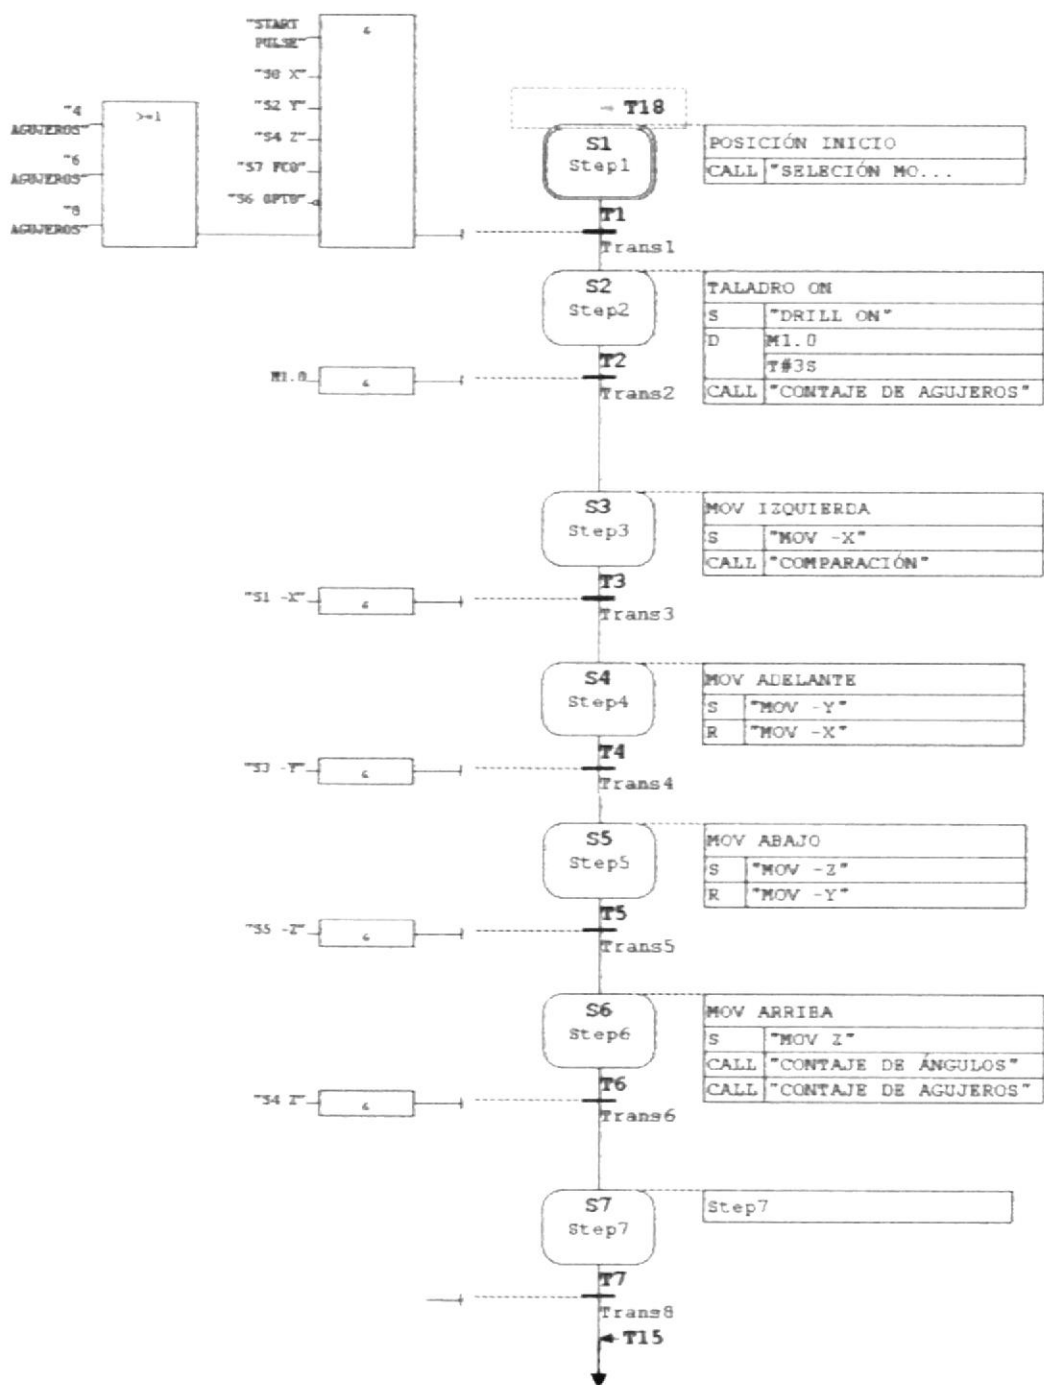 "START
PULSE"
&
"S0 X"
"S2 Y"
"S4 Z"
"S7 FC0"
"4
AGUJEROS"
>=1
"6
AGUJEROS"
"8
AGUJEROS"
T18
S1
Step1
POSICIÓN INICIO
CALL "SELECIÓN MO...
T1
Trans1
S2
Step2
TALADRO ON
S "DRILL ON"
D M1.0
T#3S
CALL "CONTAJE DE AGUJEROS"
M1.0
&
T2
Trans2
S3
Step3
MOV IZQUIERDA
S "MOV -X"
CALL "COMPARACIÓN"
"S1 -X"
&
T3
Trans3
S4
Step4
MOV ADELANTE
S "MOV -Y"
R "MOV -X"
"S3 -Y"
&
T4
Trans4
S5
Step5
MOV ABAJO
S "MOV -Z"
R "MOV -Y"
"S5 -Z"
&
T5
Trans5
S6
Step6
MOV ARRIBA
S "MOV Z"
CALL "CONTAJE DE ÁNGULOS"
CALL "CONTAJE DE AGUJEROS"
"S4 Z"
&
T6
Trans6
S7
Step7
Step7
T7
Trans8
T15